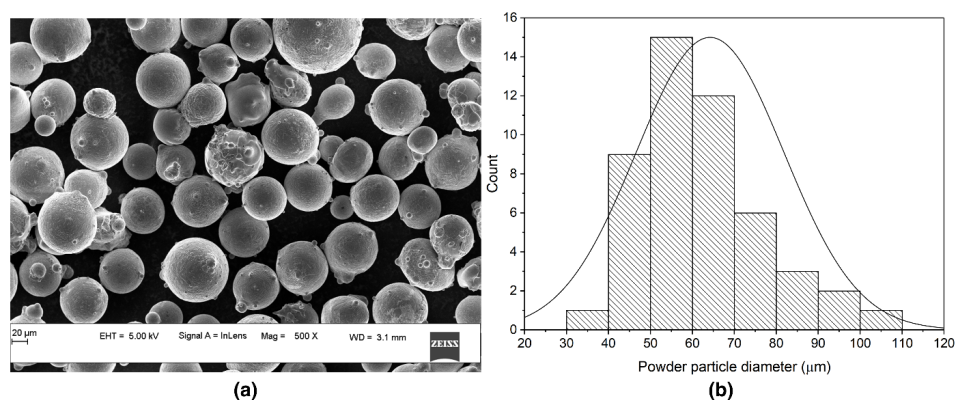 20 µm
EHT = 5.00 kV Signal A = InLens Mag = 500 X WD = 3.1 mm
ZEISS
(a)
16
14
12
10
8
6
4
2
0
Count
20 30 40 50 60 70 80 90 100 110 120
Powder particle diameter (µm)
(b)